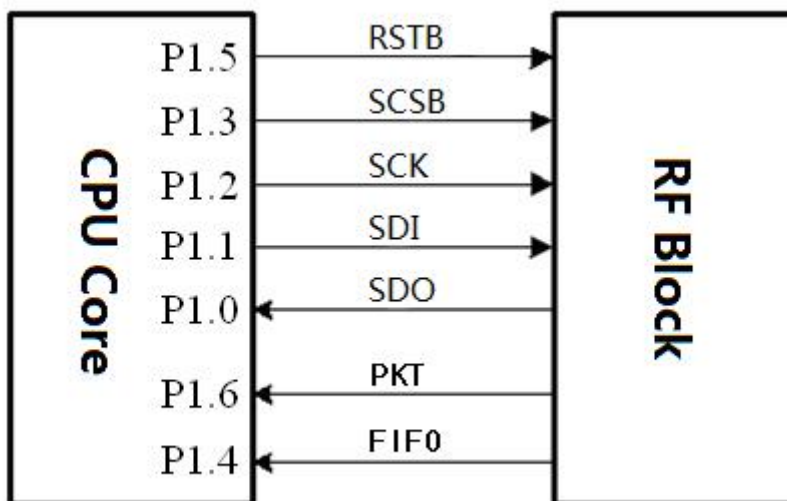 CPU Core
P1.5 RSTB
P1.3 SCSB
P1.2 SCK
P1.1 SDI
P1.0 SDO
P1.6 PKT
P1.4 FIFO
RF Block